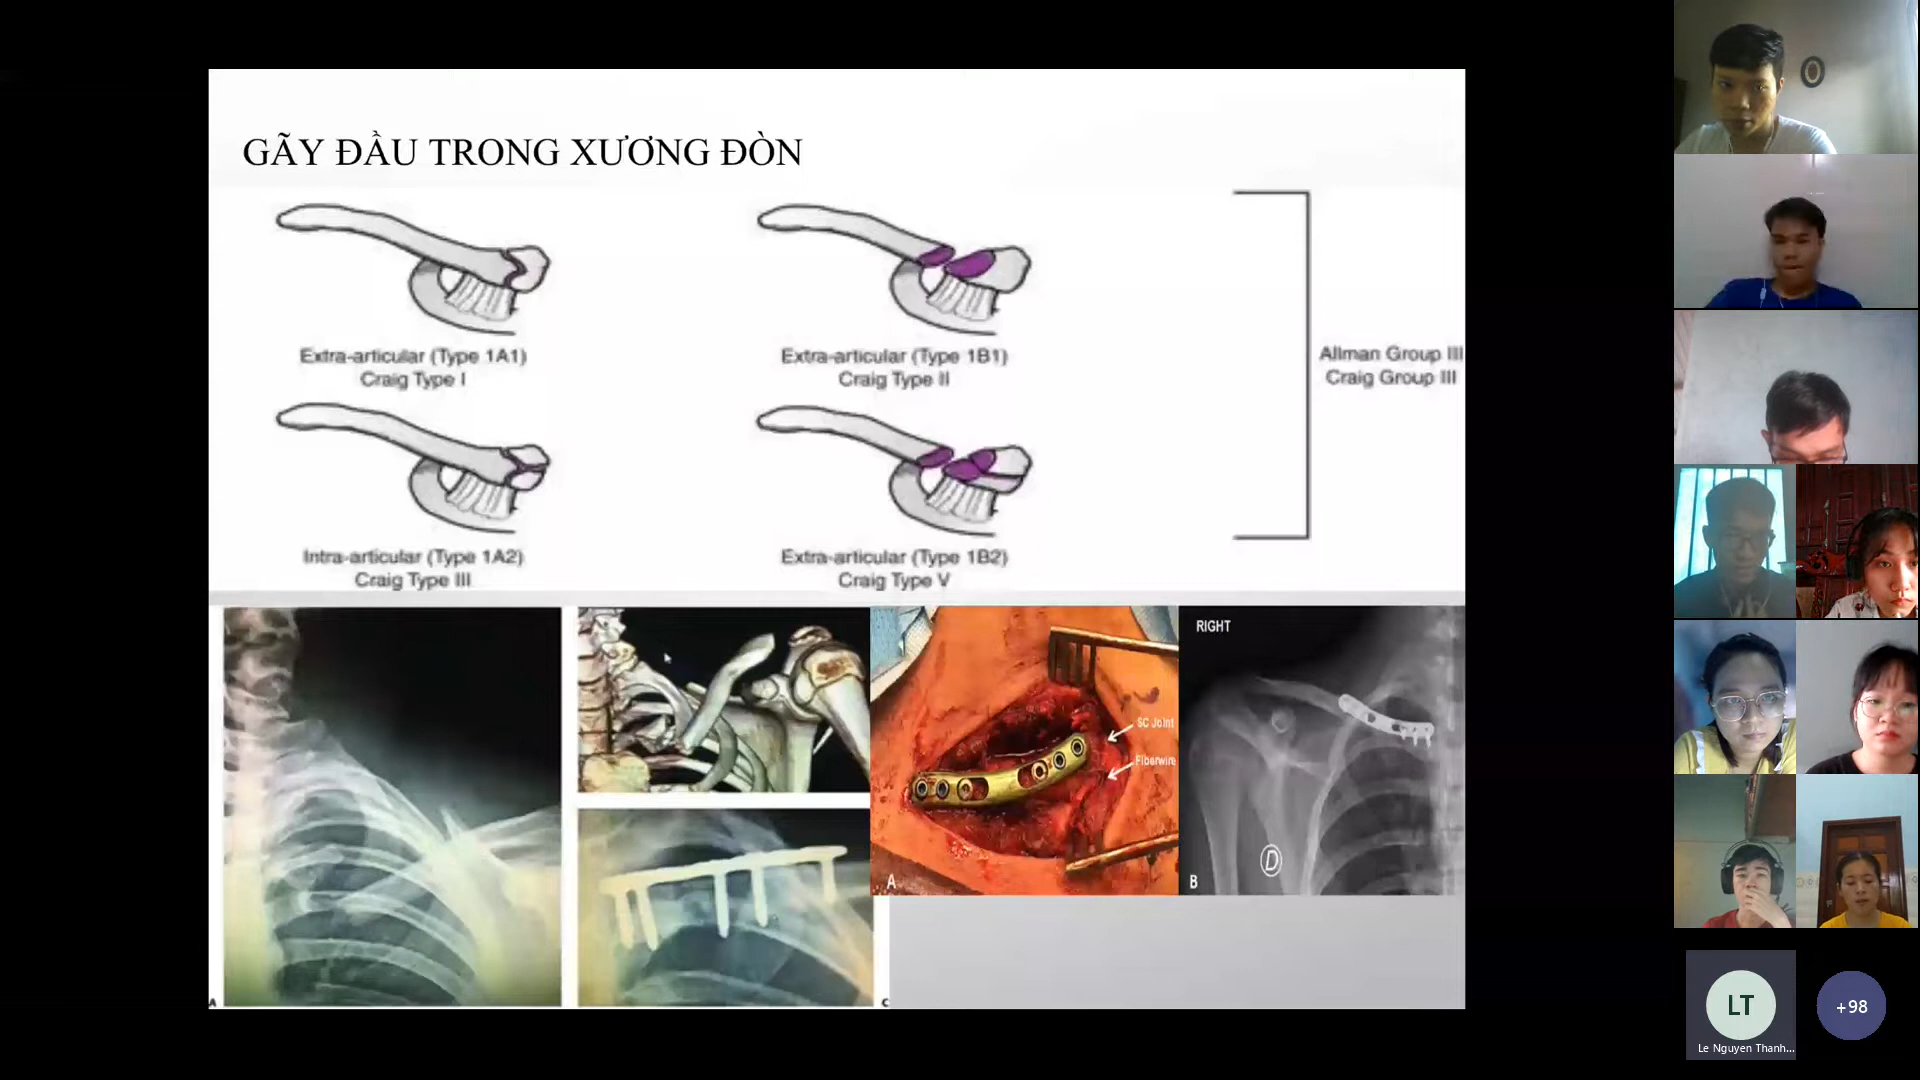 GÃY ĐẦU TRONG XƯƠNG ĐÒN
Extra-articular (Type 1A1)
Craig Type I
Extra-articular (Type 1B1)
Craig Type II
Allman Group III
Craig Group III
Intra-articular (Type 1A2)
Craig Type III
Extra-articular (Type 1B2)
Craig Type V
RIGHT
SC Joint
Fiberwire
D
A
B
A
C
LT
Le Nguyen Thanh...
+98